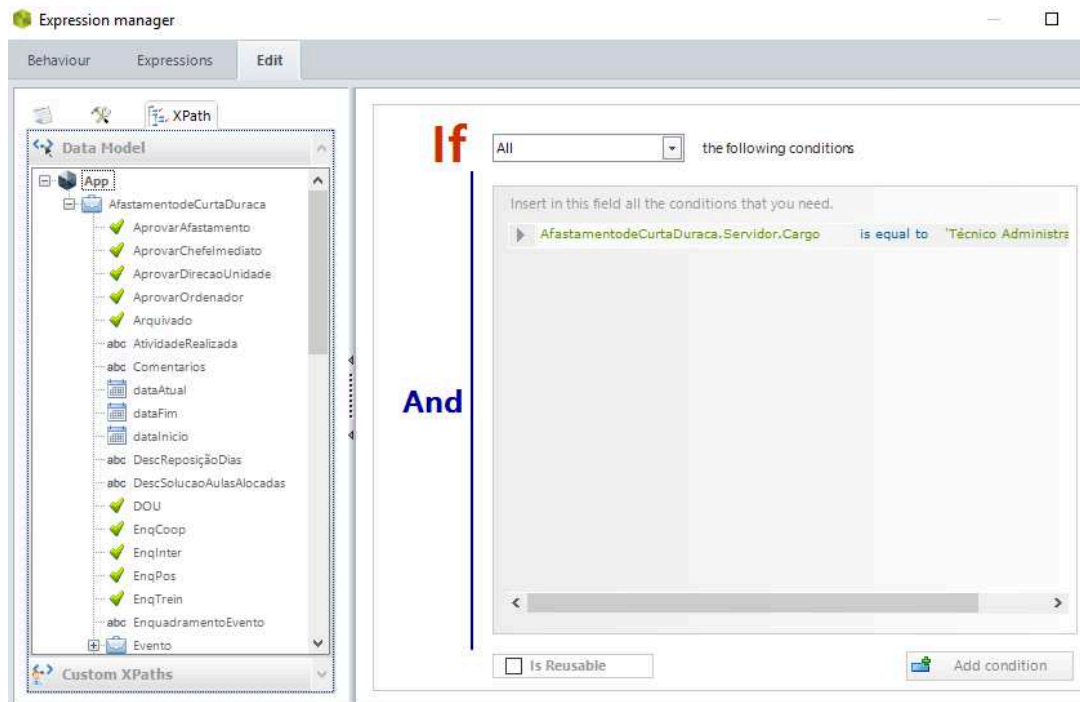 Expression manager
Behaviour Expressions Edit
XPath
Data Model
App
AfastamentodeCurtaDuraca
AprovarAfastamento
AprovarChefeImediato
AprovarDirecaoUnidade
AprovarOrdenador
Arquivado
abc AtividadeRealizada
abc Comentarios
dataAtual
dataFim
dataInicio
abc DescReposiçãoDias
abc DescSolucaoAulasAlocadas
DOU
EnqCoop
EnqInter
EnqPos
EnqTrein
abc EnquadramentoEvento
Evento
Custom XPaths
If All the following conditions
Insert in this field all the conditions that you need.
AfastamentodeCurtaDuraca.Servidor.Cargo is equal to 'Técnico Administra
And
Is Reusable Add condition